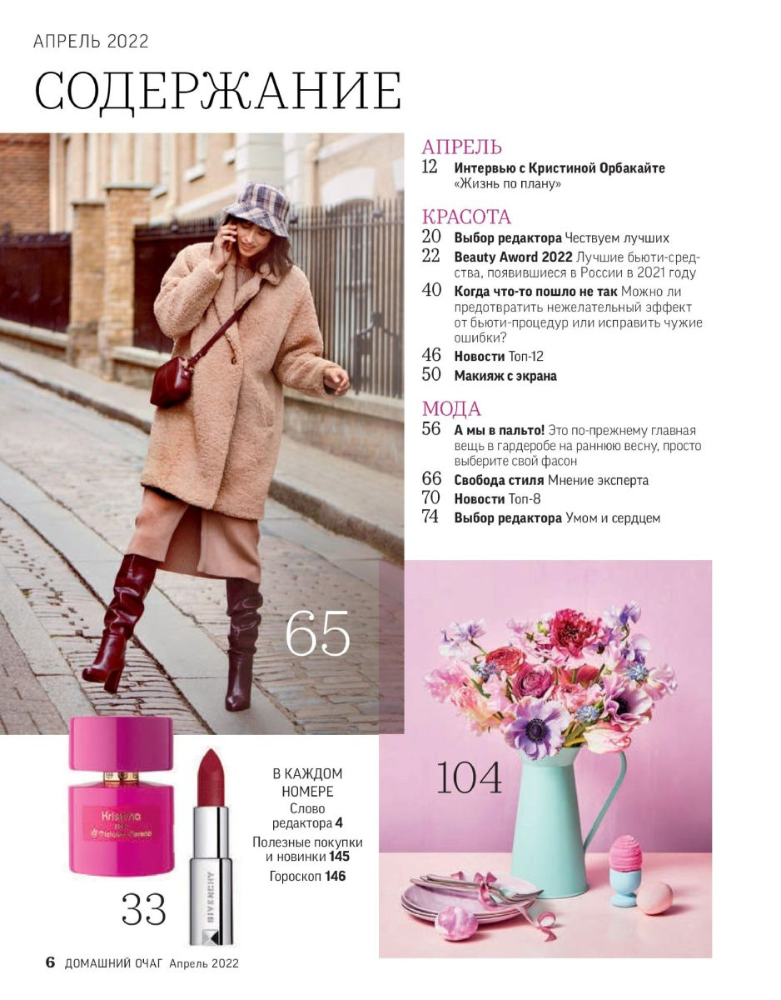 АПРЕЛЬ 2022
СОДЕРЖАНИЕ
АПРЕЛЬ
12 Интервью с Кристиной Орбакайте
«Жизнь по плану»
КРАСОТА
20 Выбор редактора Чествуем лучших
22 Beauty Aword 2022 Лучшие бьюти-сред-
ства, появившиеся в России в 2021 году
40 Когда что-то пошло не так Можно ли
предотвратить нежелательный эффект
от бьюти-процедур или исправить чужие
ошибки?
46 Новости Топ-12
50 Макияж с экрана
МОДА
56 А мы в пальто! Это по-прежнему главная
вещь в гардеробе на раннюю весну, просто
выберите свой фасон
66 Свобода стиля Мнение эксперта
70 Новости Топ-8
74 Выбор редактора Умом и сердцем
65
104
В КАЖДОМ
НОМЕРЕ
Слово
редактора 4
Полезные покупки
и новинки 145
Гороскоп 146
Kristina
Tiziana Terenzi
GIVENCHY
33
6 ДОМАШНИЙ ОЧАГ Апрель 2022